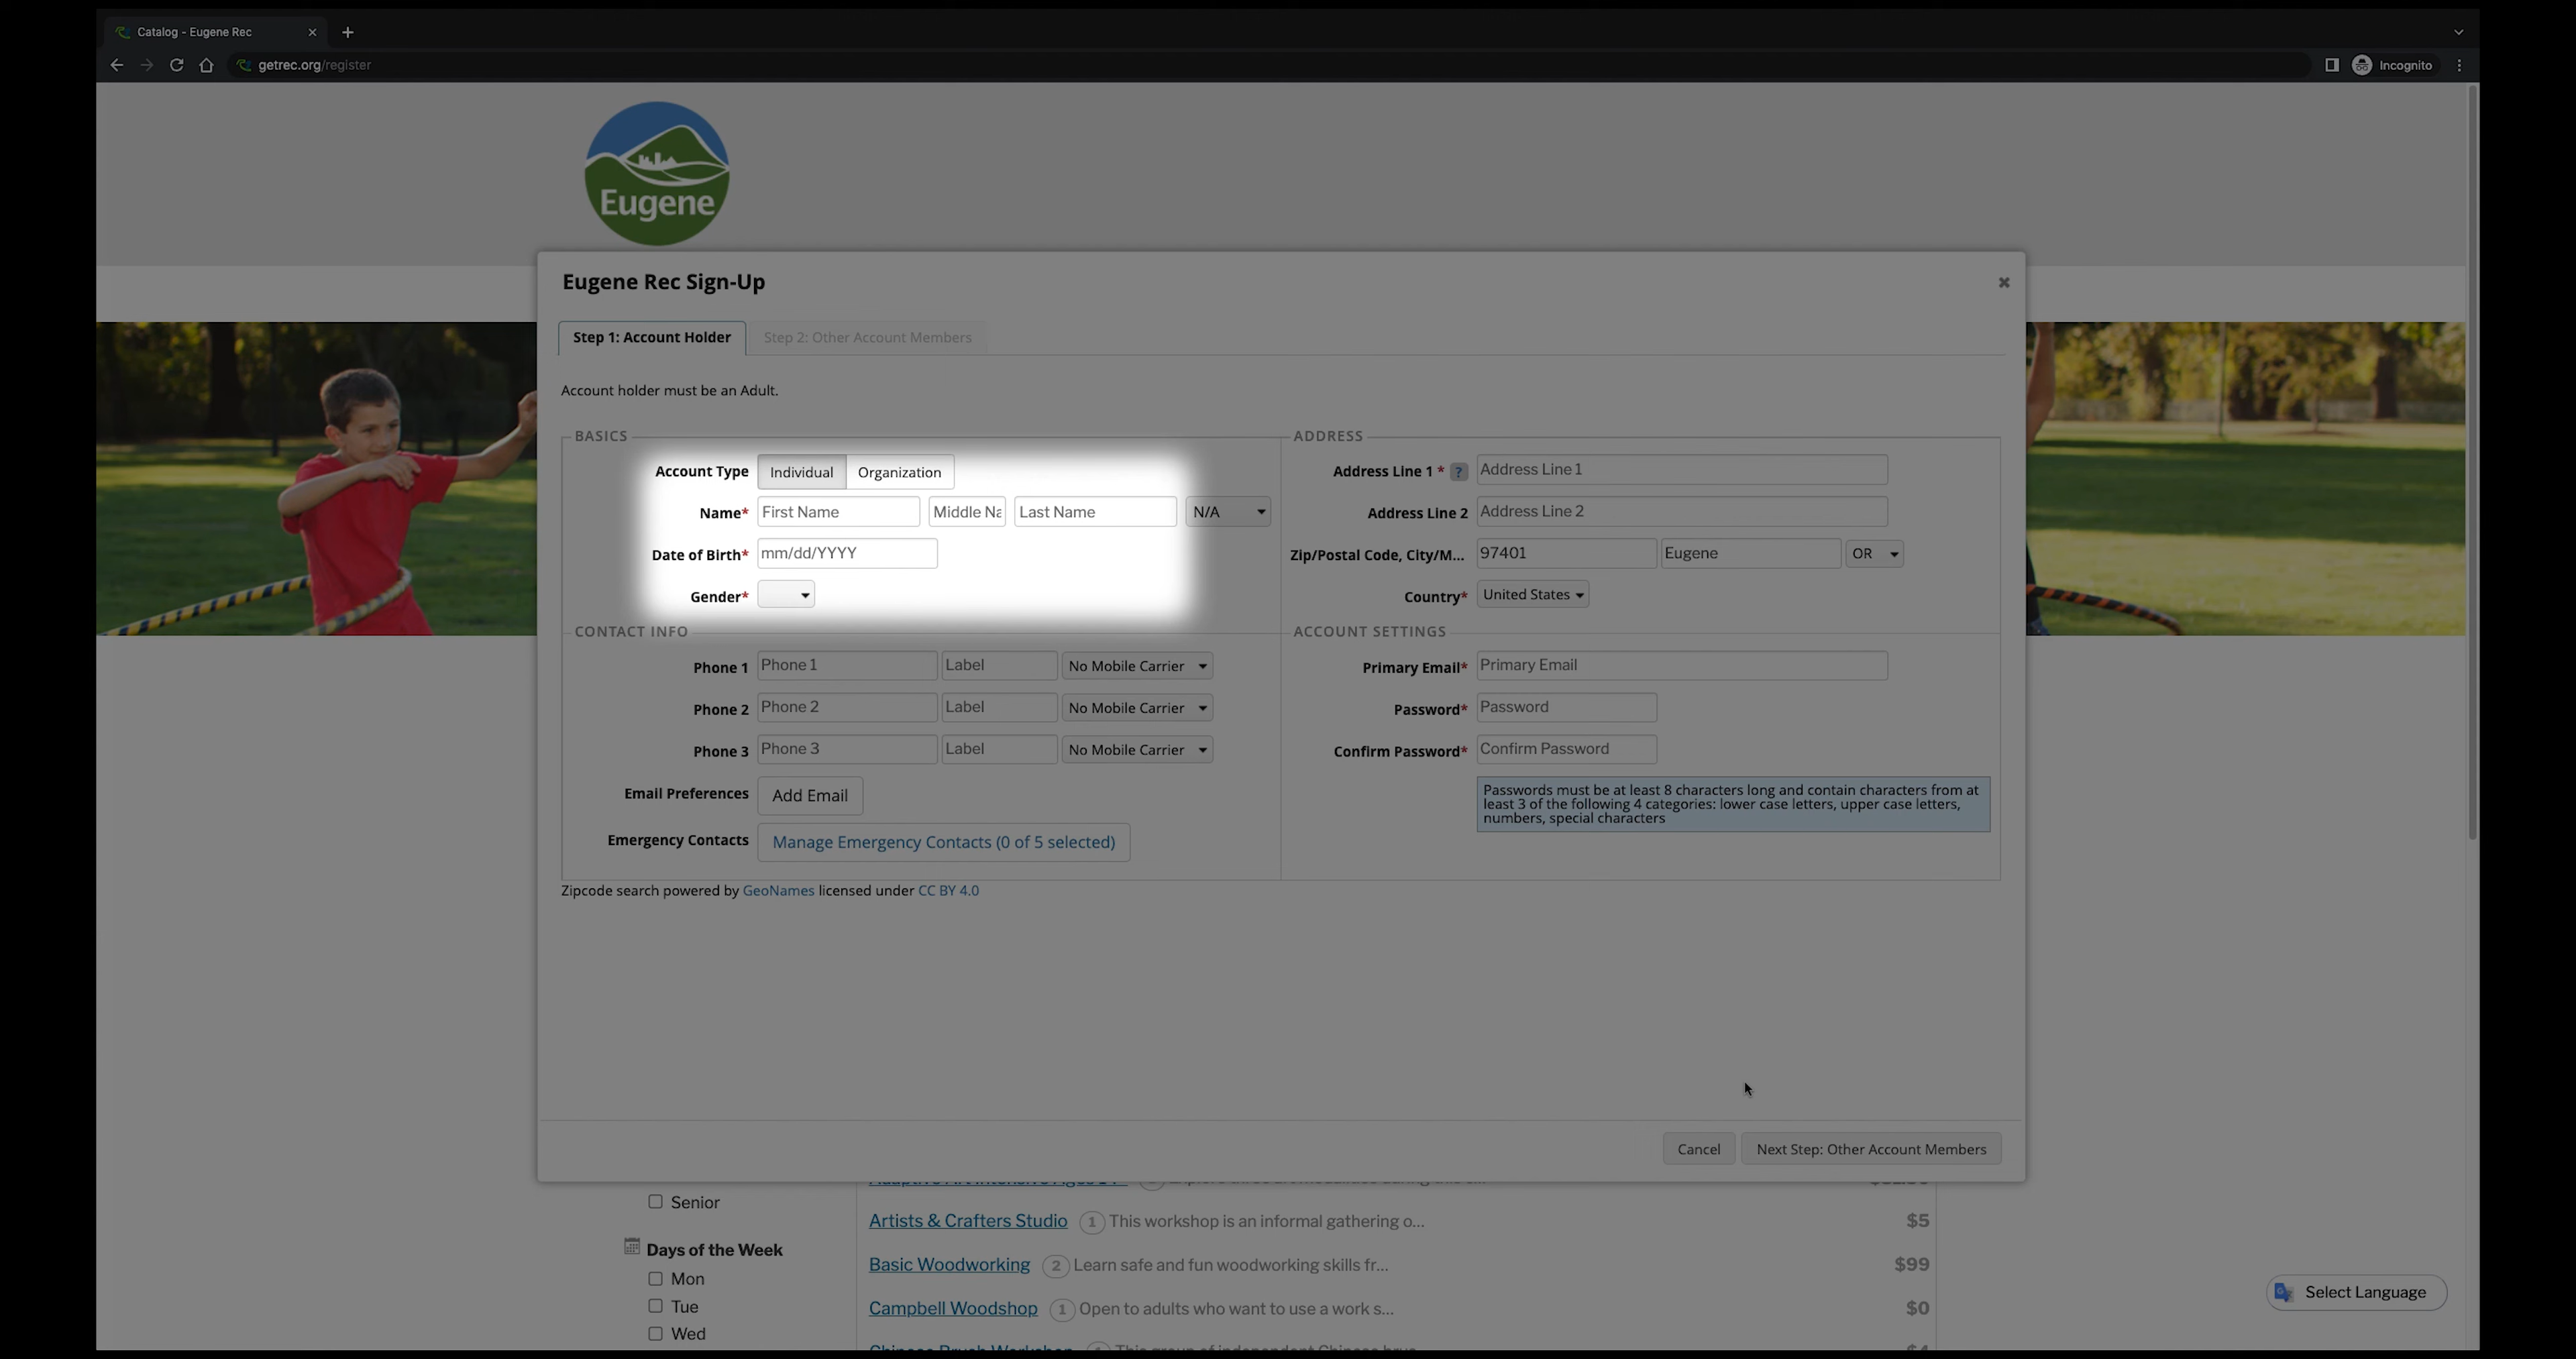 Catalog - Eugene Rec
getrec.org/register
Incognito
Eugene
Eugene Rec Sign-Up
Step 1: Account Holder
Step 2: Other Account Members
Account holder must be an Adult.
BASICS
Account Type Individual Organization
Name* First Name Middle Na Last Name N/A
Date of Birth* mm/dd/YYYY
Gender*
ADDRESS
Address Line 1 * ? Address Line 1
Address Line 2 Address Line 2
Zip/Postal Code, City/M... 97401 Eugene OR
Country* United States
CONTACT INFO
Phone 1 Phone 1 Label No Mobile Carrier
Phone 2 Phone 2 Label No Mobile Carrier
Phone 3 Phone 3 Label No Mobile Carrier
Email Preferences Add Email
Emergency Contacts Manage Emergency Contacts (0 of 5 selected)
ACCOUNT SETTINGS
Primary Email* Primary Email
Password* Password
Confirm Password* Confirm Password
Passwords must be at least 8 characters long and contain characters from at
least 3 of the following 4 categories: lower case letters, upper case letters,
numbers, special characters
Zipcode search powered by GeoNames licensed under CC BY 4.0
Cancel Next Step: Other Account Members
Senior
Days of the Week
Mon
Tue
Wed
Artists & Crafters Studio 1 This workshop is an informal gathering o... $5
Basic Woodworking 2 Learn safe and fun woodworking skills fr... $99
Campbell Woodshop 1 Open to adults who want to use a work s... $0
Select Language